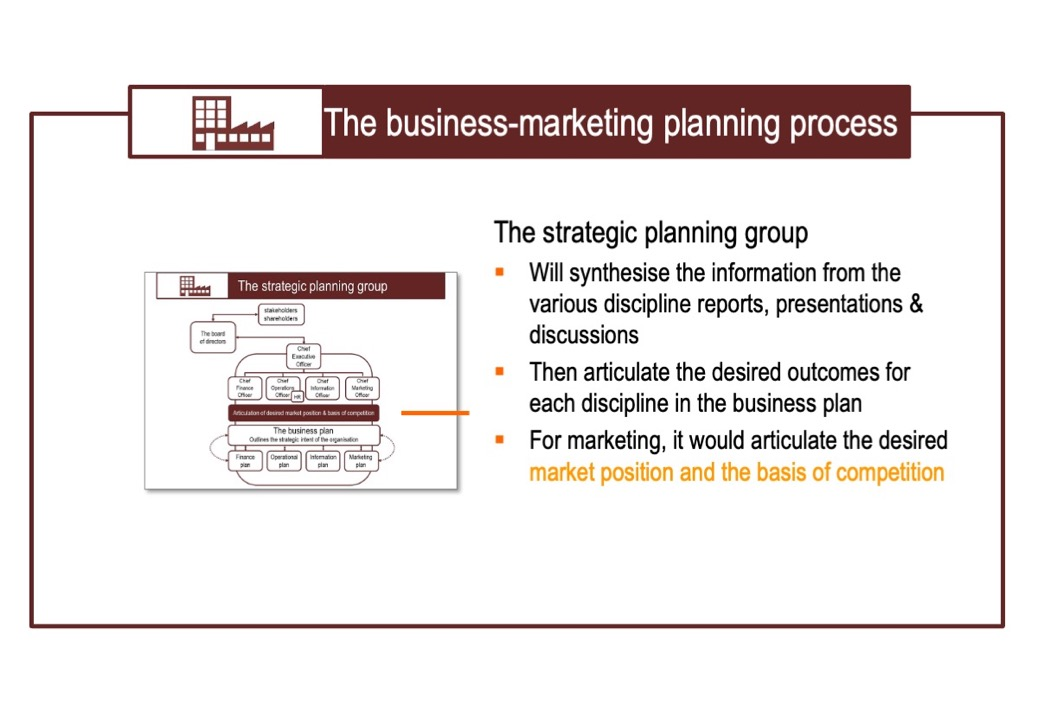 The business-marketing planning process
The strategic planning group
stakeholders
shareholders
The board
of directors
Chief
Executive
Officer
Chief
Finance
Officer
Chief
Operations
Officer
HR
Chief
Information
Officer
Chief
Marketing
Officer
Articulation of desired market position & basis of competition
The business plan
Outlines the strategic intent of the organisation
Finance
plan
Operational
plan
Information
plan
Marketing
plan
The strategic planning group
Will synthesise the information from the
various discipline reports, presentations &
discussions
Then articulate the desired outcomes for
each discipline in the business plan
For marketing, it would articulate the desired
market position and the basis of competition